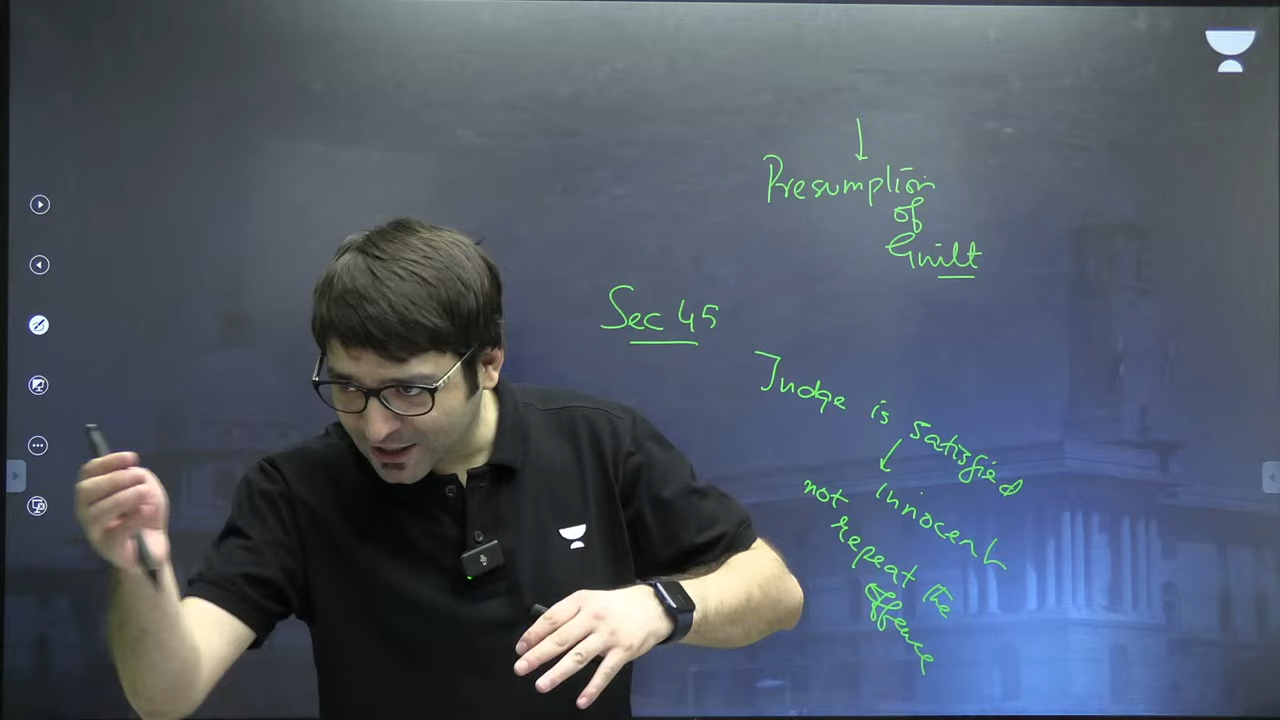 Presumption
of
Guilt
Sec 45
Judge is satisfied
innocent
not
repeat the
offence